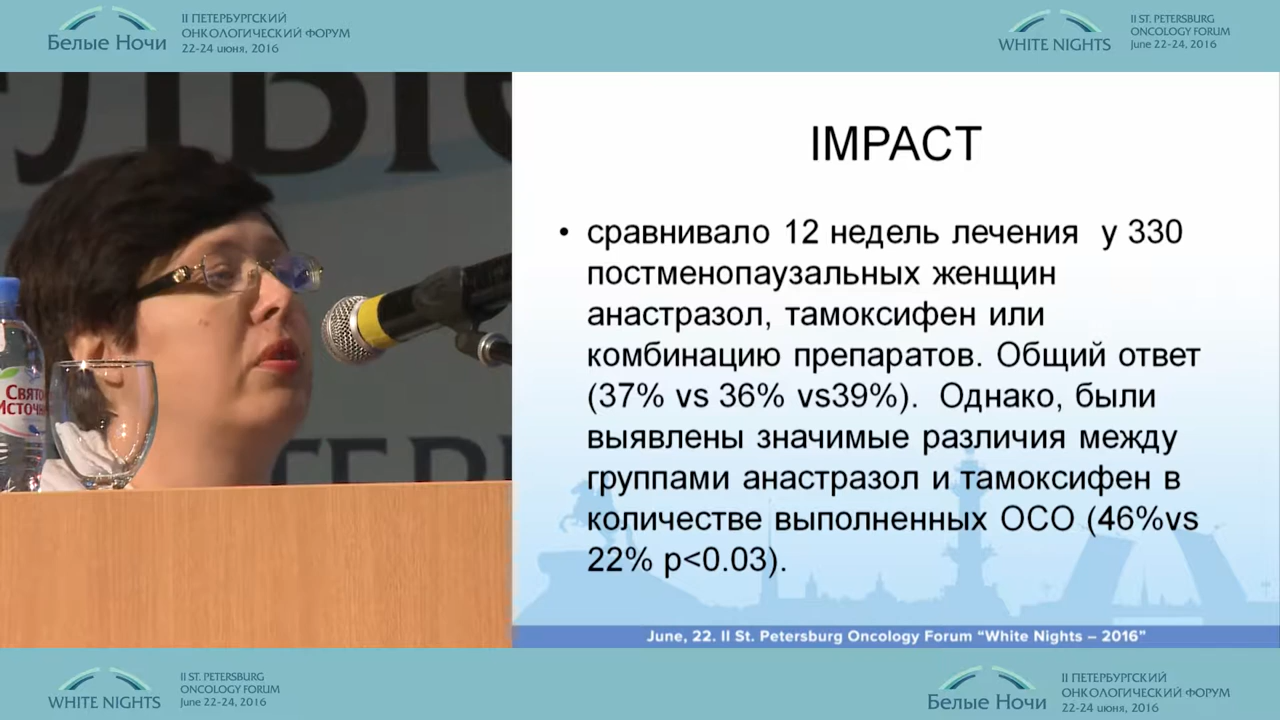 Белые Ночи
II ПЕТЕРБУРГСКИЙ
ОНКОЛОГИЧЕСКИЙ ФОРУМ
22-24 июня, 2016
WHITE NIGHTS
II ST. PETERSBURG
ONCOLOGY FORUM
June 22-24, 2016
IMPACT
• сравнивало 12 недель лечения у 330
постменопаузальных женщин
анастразол, тамоксифен или
комбинацию препаратов. Общий ответ
(37% vs 36% vs39%). Однако, были
выявлены значимые различия между
группами анастразол и тамоксифен в
количестве выполненных ОСО (46%vs
22% p<0.03).
June, 22. II St. Petersburg Oncology Forum “White Nights – 2016”
WHITE NIGHTS
II ST. PETERSBURG
ONCOLOGY FORUM
June 22-24, 2016
Белые Ночи
II ПЕТЕРБУРГСКИЙ
ОНКОЛОГИЧЕСКИЙ ФОРУМ
22-24 июня, 2016